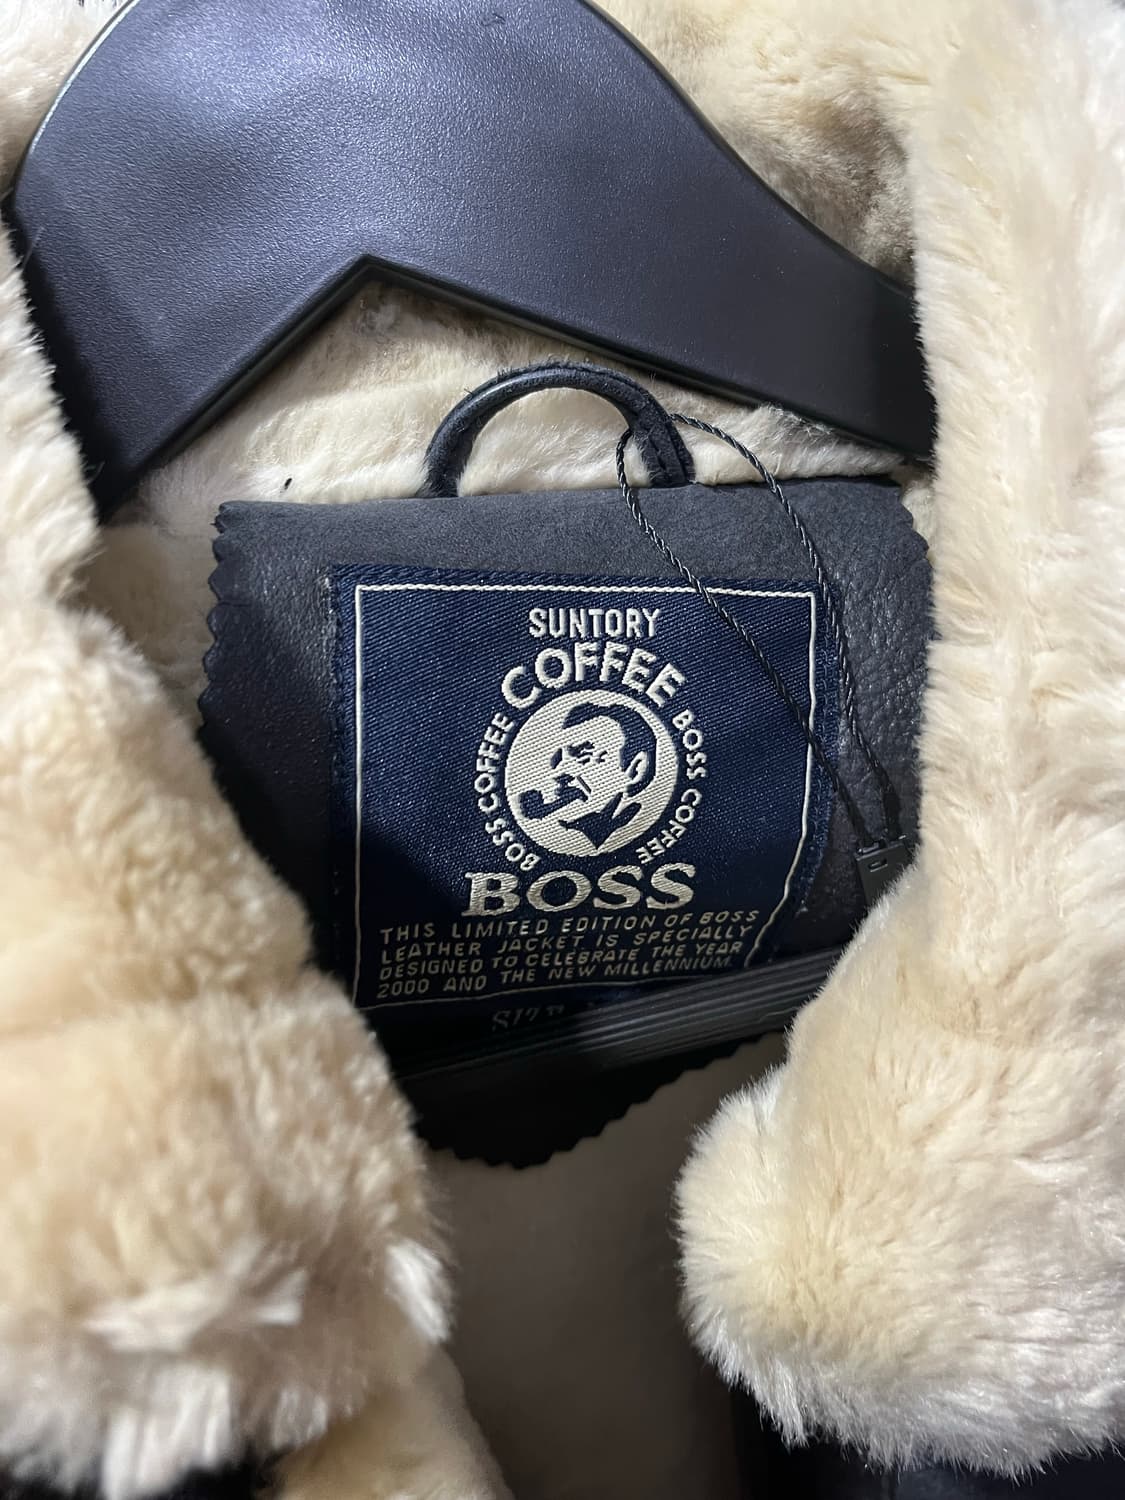 SUNTORY
COFFEE
BOSS COFFEE
BOSS COFFEE
BOSS
THIS LIMITED EDITION OF BOSS
LEATHER JACKET IS SPECIALLY
DESIGNED TO CELEBRATE THE YEAR
2000 AND THE NEW MILLENNIUM.